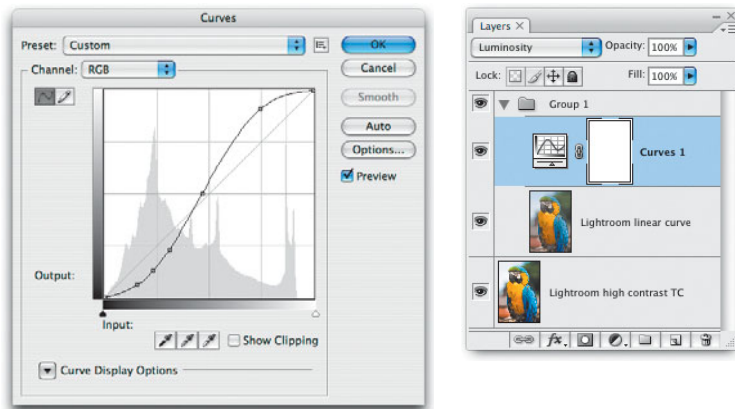 Curves
Preset: Custom
OK
Channel: RGB
Cancel
Smooth
Auto
Options...
Preview
Output:
Input:
Show Clipping
Curve Display Options
Layers ×
Luminosity
Opacity: 100%
Lock:
Fill: 100%
Group 1
Curves 1
Lightroom linear curve
Lightroom high contrast TC
fx.